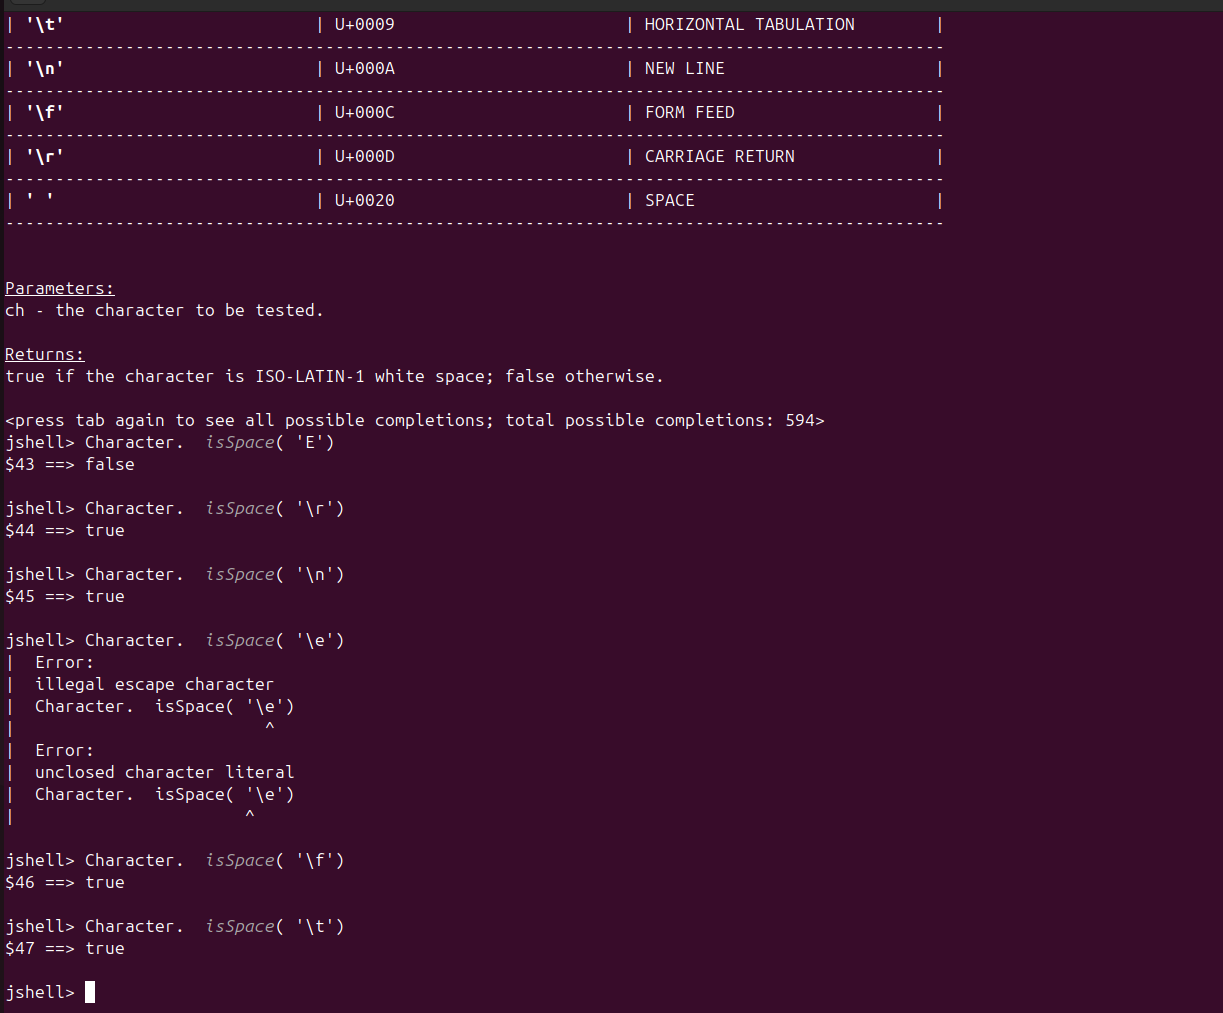 | '\t' | U+0009 | HORIZONTAL TABULATION |
----------------------------------------------------------------------------------------------
| '\n' | U+000A | NEW LINE |
----------------------------------------------------------------------------------------------
| '\f' | U+000C | FORM FEED |
----------------------------------------------------------------------------------------------
| '\r' | U+000D | CARRIAGE RETURN |
----------------------------------------------------------------------------------------------
| ' ' | U+0020 | SPACE |
----------------------------------------------------------------------------------------------
Parameters:
ch - the character to be tested.
Returns:
true if the character is ISO-LATIN-1 white space; false otherwise.
<press tab again to see all possible completions; total possible completions: 594>
jshell> Character.  isSpace( 'E')
$43 ==> false
jshell> Character.  isSpace( '\r')
$44 ==> true
jshell> Character.  isSpace( '\n')
$45 ==> true
jshell> Character.  isSpace( '\e')
|  Error:
|  illegal escape character
|  Character.  isSpace( '\e')
|                         ^
|  Error:
|  unclosed character literal
|  Character.  isSpace( '\e')
|                       ^
jshell> Character.  isSpace( '\f')
$46 ==> true
jshell> Character.  isSpace( '\t')
$47 ==> true
jshell>